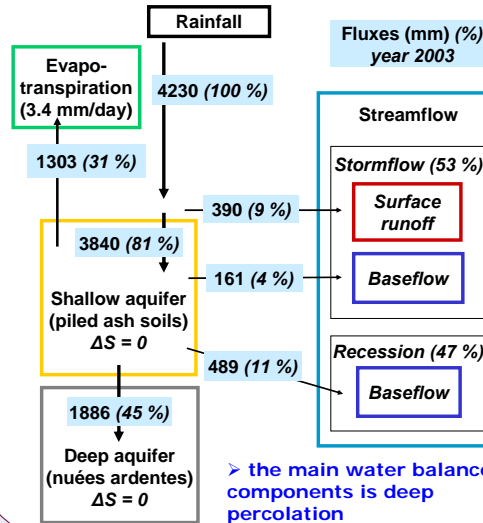 Rainfall
Fluxes (mm) (%)
year 2003
Evapo-
transpiration
(3.4 mm/day)
4230 (100 %)
Streamflow
1303 (31 %)
Stormflow (53 %)
390 (9 %)
Surface
runoff
3840 (81 %)
161 (4 %)
Baseflow
Shallow aquifer
(piled ash soils)
ΔS = 0
489 (11 %)
Recession (47 %)
Baseflow
1886 (45 %)
Deep aquifer
(nuées ardentes)
ΔS = 0
➢ the main water balance
components is deep
percolation